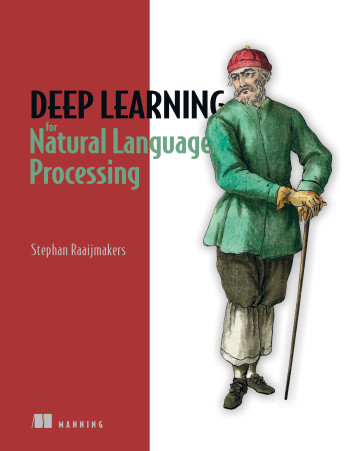 DEEP LEARNING
for
Natural Language
Processing
Stephan Raaijmakers
MANNING